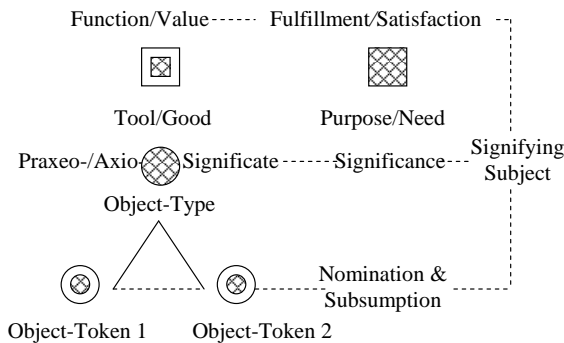 Function/Value Fulfillment/Satisfaction
Tool/Good Purpose/Need
Praxeo-/Axio Significate Significance Signifying
Subject
Object-Type
Nomination &
Subsumption
Object-Token 1 Object-Token 2